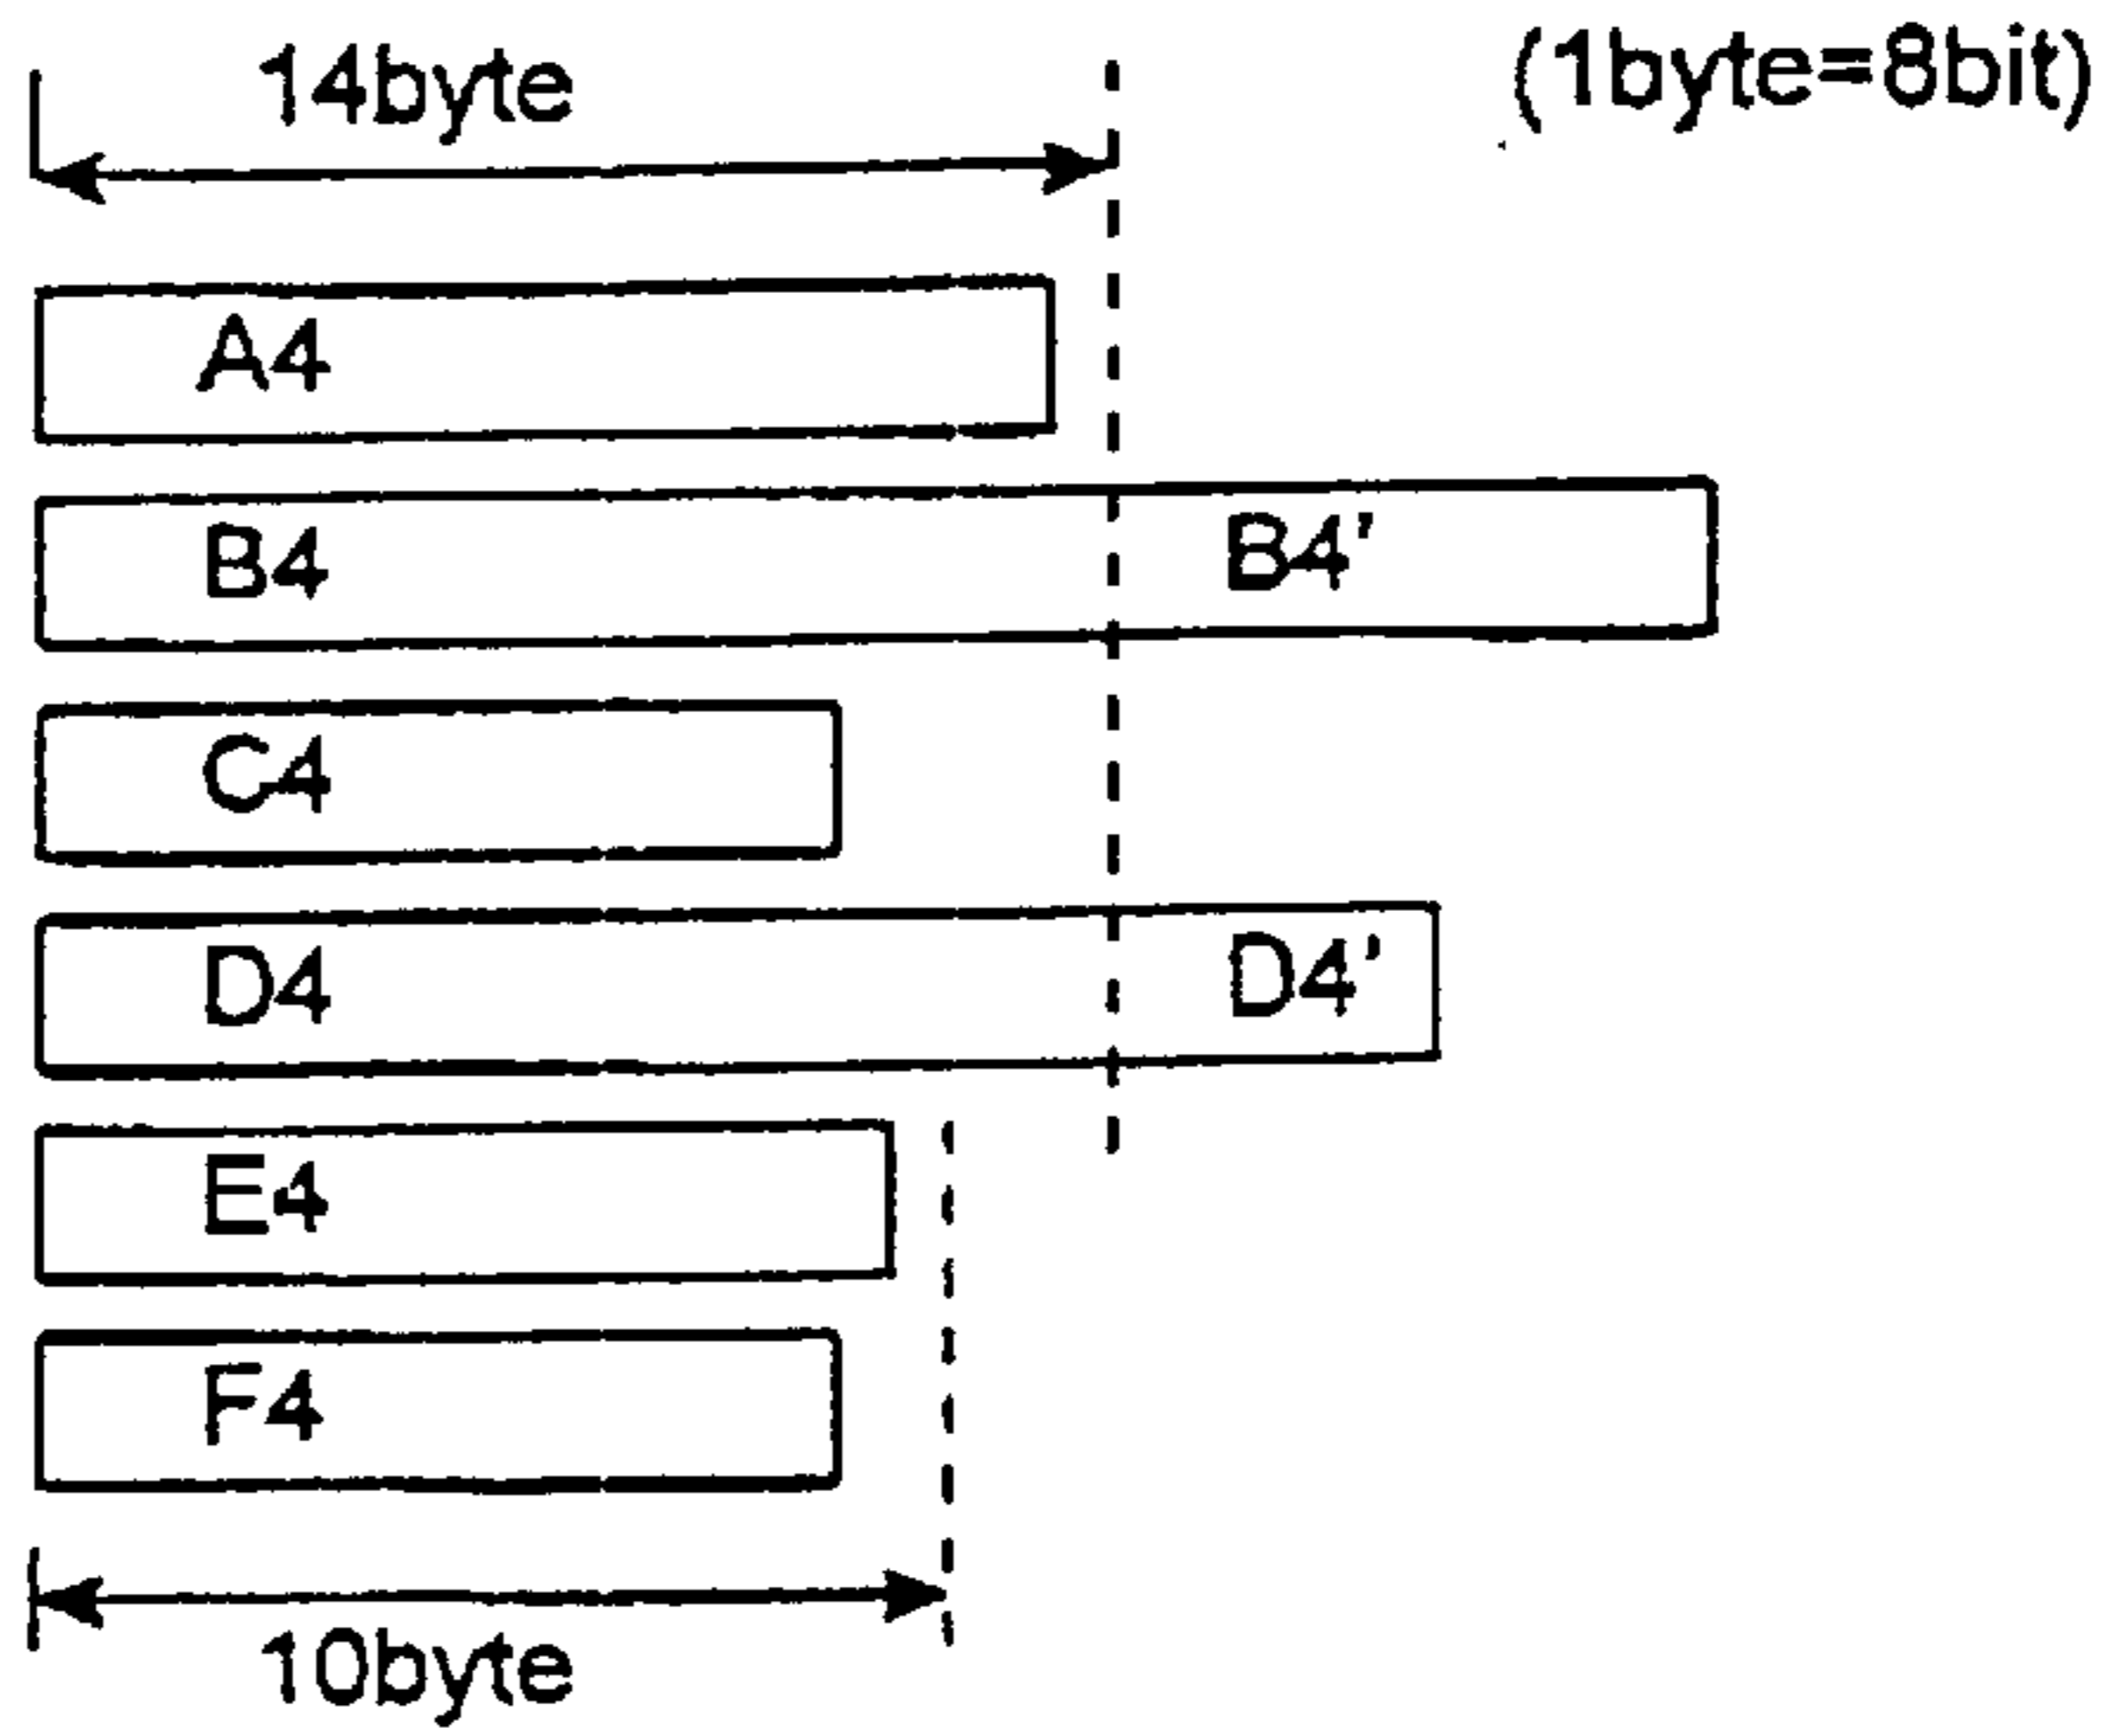 14byte
(1byte=8bit)
A4
B4 B4'
C4
D4 D4'
E4
F4
10byte